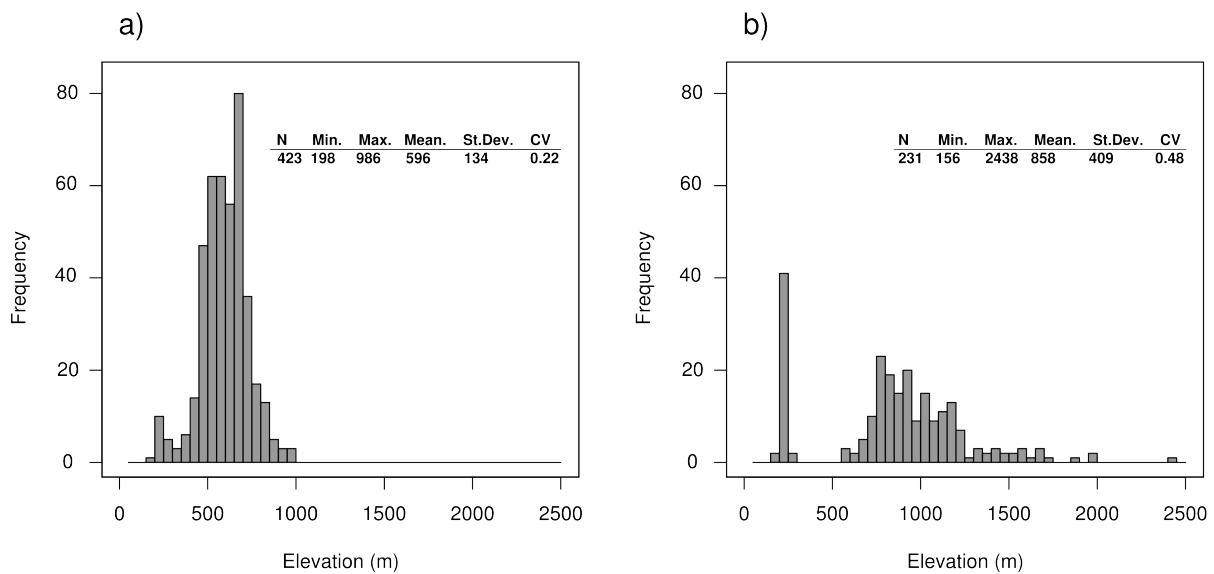 a)
Frequency
80
60
40
20
0
N Min. Max. Mean. St.Dev. CV
423 198 986 596 134 0.22
0 500 1000 1500 2000 2500
Elevation (m)
b)
Frequency
80
60
40
20
0
N Min. Max. Mean. St.Dev. CV
231 156 2438 858 409 0.48
0 500 1000 1500 2000 2500
Elevation (m)